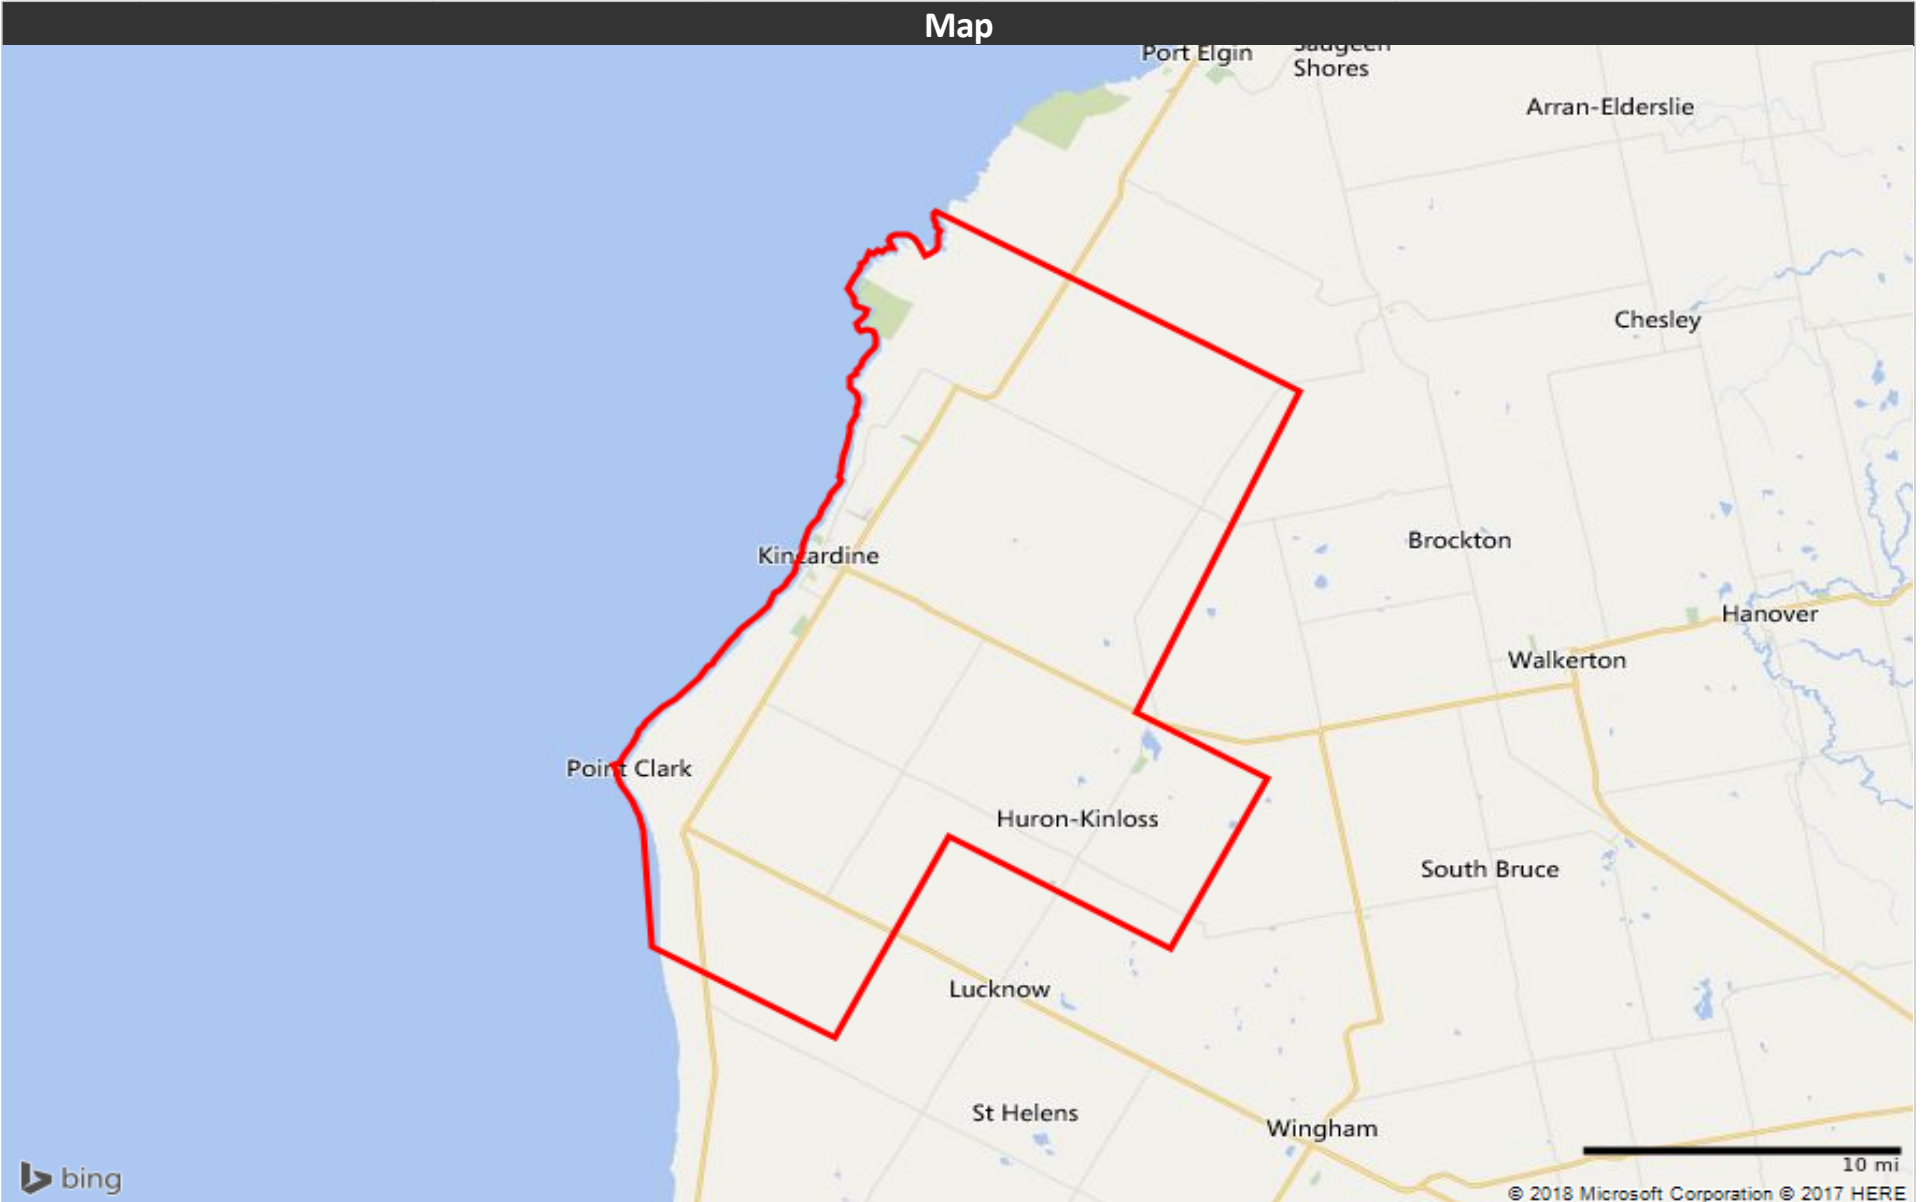 Map
Port Elgin
Saugeen
Shores
Arran-Elderslie
Chesley
Brockton
Kincardine
Hanover
Walkerton
Point Clark
Huron-Kinloss
South Bruce
Lucknow
St Helens
Wingham
10 mi
bing
© 2018 Microsoft Corporation © 2017 HERE